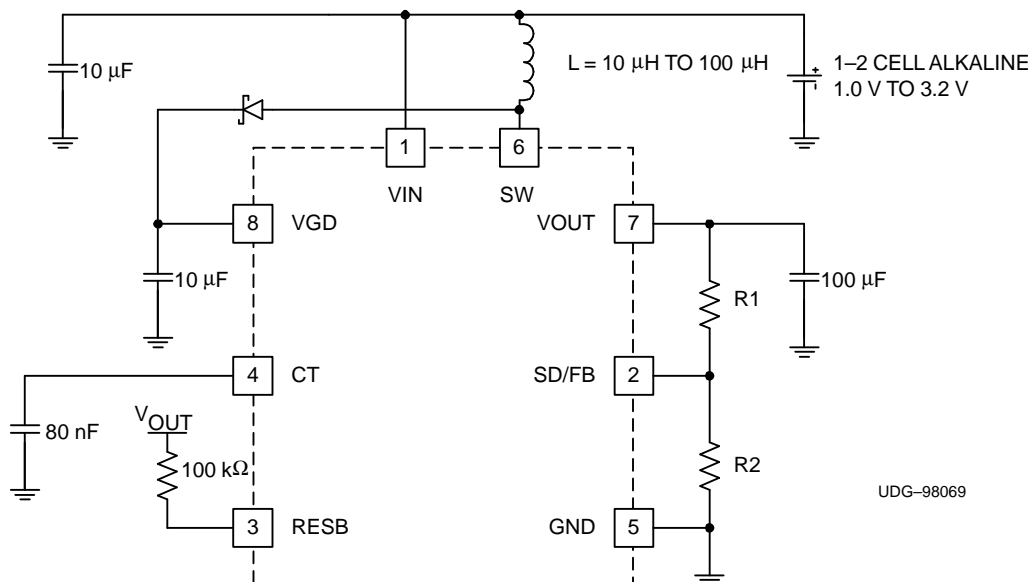 10 μF
L = 10 μH TO 100 μH
1–2 CELL ALKALINE
1.0 V TO 3.2 V
+
-
1
6
VIN
SW
8
VGD
VOUT
7
10 μF
R1
100 μF
4
CT
SD/FB
2
80 nF
VOUT
100 kΩ
R2
UDG–98069
3
RESB
GND
5